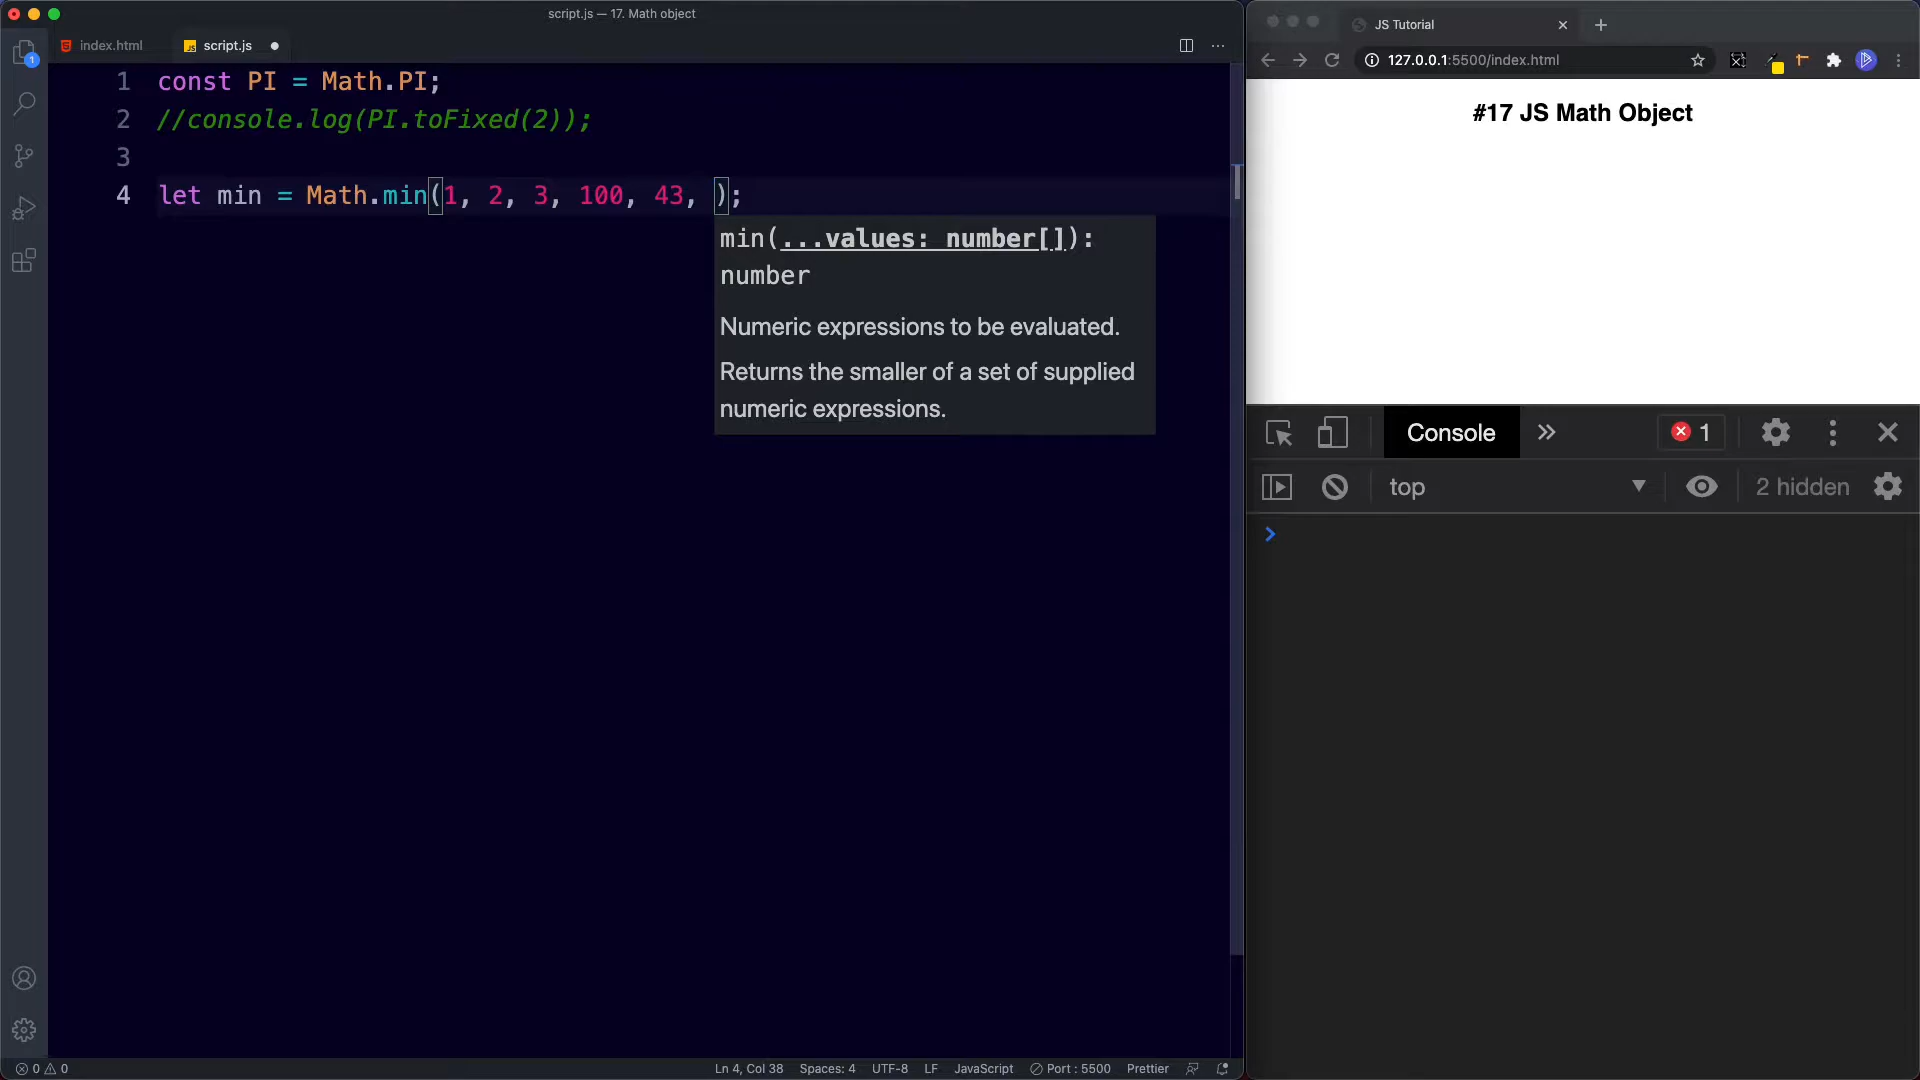 script.js — 17. Math object
index.html
script.js
1 const PI = Math.PI;
2 //console.log(PI.toFixed(2));
3
4 let min = Math.min(1, 2, 3, 100, 43, );
min(...values: number[]):
number
Numeric expressions to be evaluated.
Returns the smaller of a set of supplied
numeric expressions.
1
0 0
Ln 4, Col 38 Spaces: 4 UTF-8 LF JavaScript Port : 5500 Prettier
JS Tutorial
127.0.0.1:5500/index.html
#17 JS Math Object
Console 1
top 2 hidden